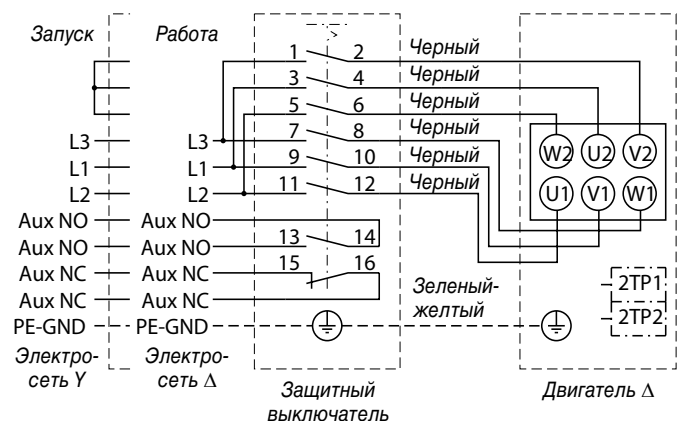 Запуск Работа
1 2 Черный
3 4 Черный
5 6 Черный
L3 L3 7 8 Черный
L1 L1 9 10 Черный
L2 L2 11 12 Черный
W2 U2 V2
U1 V1 W1
Aux NO Aux NO
Aux NO Aux NO 13 14
Aux NC Aux NC 15 16
Aux NC Aux NC
PE-GND PE-GND
Зеленый-
желтый
2TP1
2TP2
Электро-
сеть Y
Электро-
сеть Δ
Защитный
выключатель
Двигатель Δ